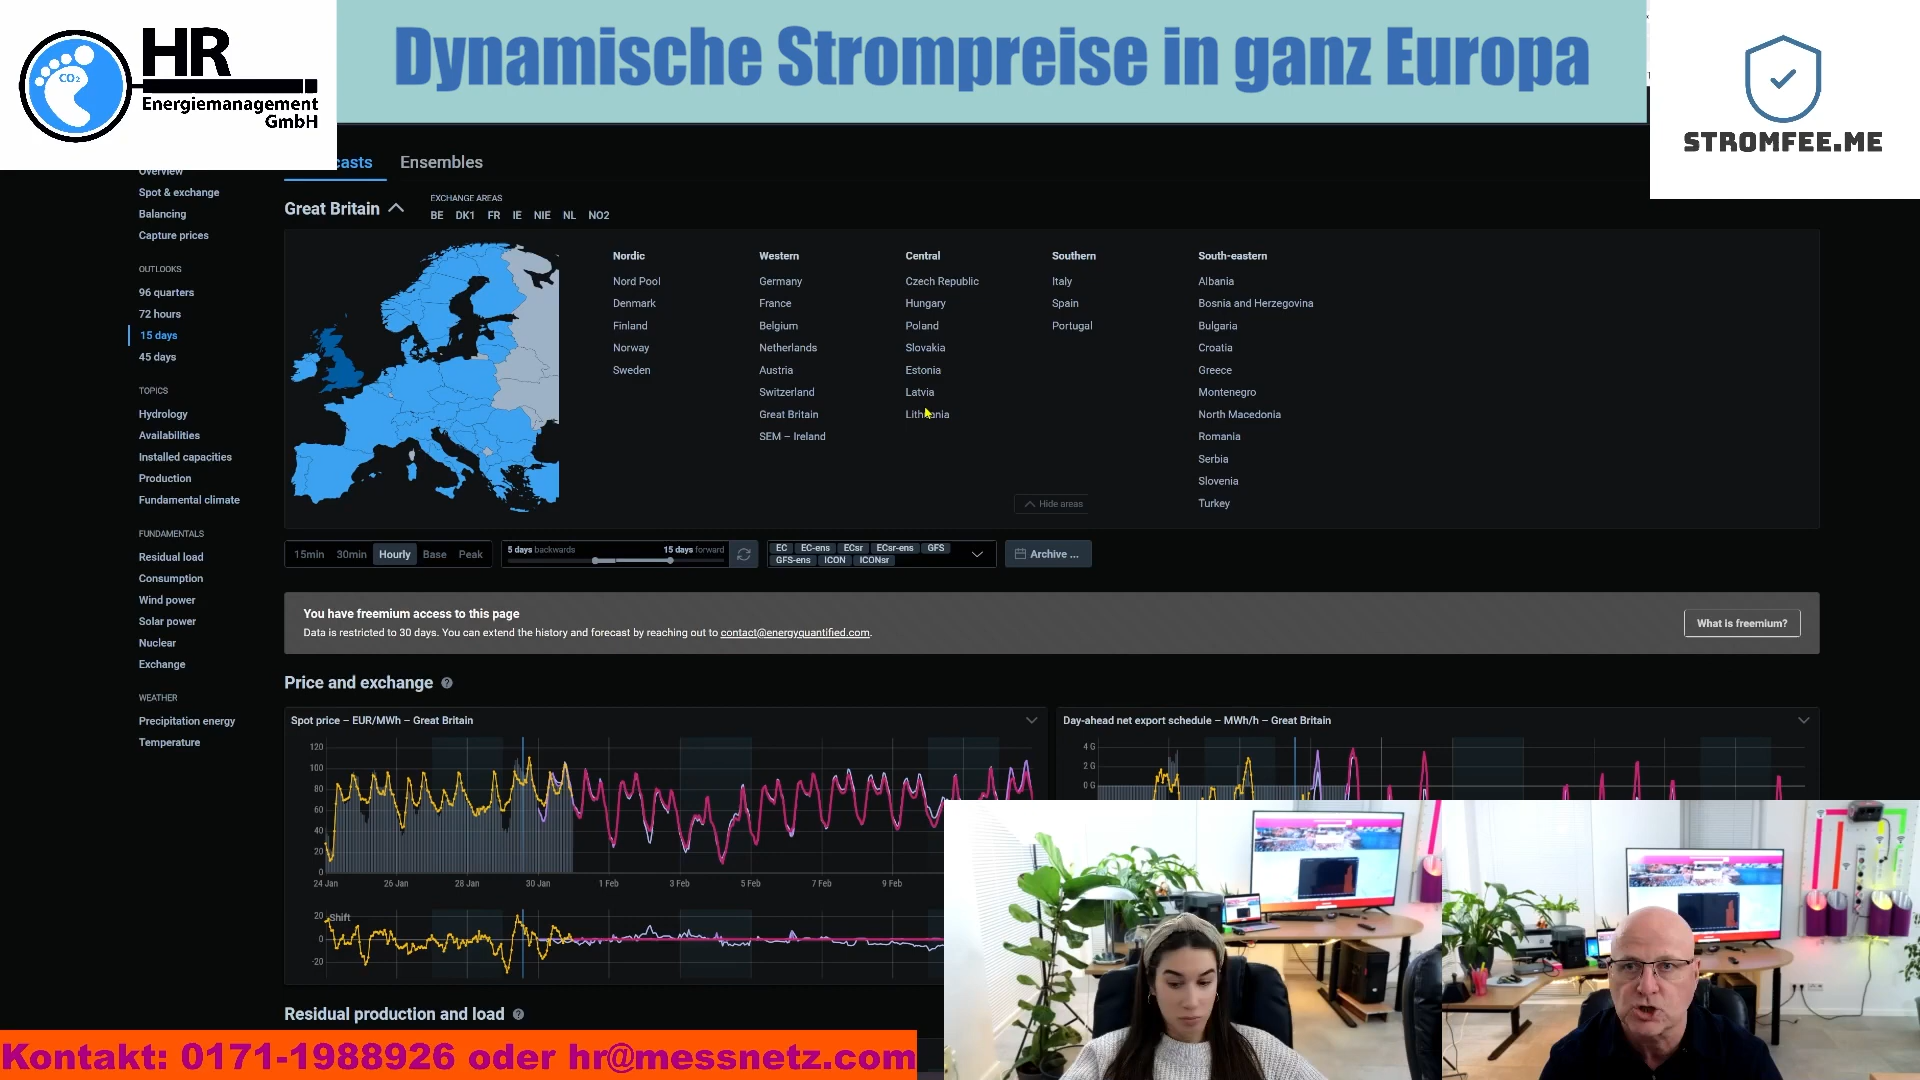 HR
CO₂
Energiemanagement
GmbH
Dynamische Strompreise in ganz Europa
STROMFEE.ME
casts
Ensembles
Overview
Spot & exchange
Balancing
Capture prices
OUTLOOKS
96 quarters
72 hours
15 days
45 days
TOPICS
Hydrology
Availabilities
Installed capacities
Production
Fundamental climate
FUNDAMENTALS
Residual load
Consumption
Wind power
Solar power
Nuclear
Exchange
WEATHER
Precipitation energy
Temperature
Great Britain
EXCHANGE AREAS
BE DK1 FR IE NIE NL NO2
Nordic
Nord Pool
Denmark
Finland
Norway
Sweden
Western
Germany
France
Belgium
Netherlands
Austria
Switzerland
Great Britain
SEM – Ireland
Central
Czech Republic
Hungary
Poland
Slovakia
Estonia
Latvia
Lithuania
Southern
Italy
Spain
Portugal
South-eastern
Albania
Bosnia and Herzegovina
Bulgaria
Croatia
Greece
Montenegro
North Macedonia
Romania
Serbia
Slovenia
Turkey
Hide areas
15min 30min Hourly Base Peak
5 days backwards 15 days forward
EC EC-ens ECsr ECsr-ens GFS
GFS-ens ICON ICONsr
Archive ...
You have freemium access to this page
Data is restricted to 30 days. You can extend the history and forecast by reaching out to contact@energyquantified.com.
What is freemium?
Price and exchange
Spot price – EUR/MWh – Great Britain
120
100
80
60
40
20
0
24 Jan 26 Jan 28 Jan 30 Jan 1 Feb 3 Feb 5 Feb 7 Feb 9 Feb
Shift
20
0
-20
Day-ahead net export schedule – MWh/h – Great Britain
4 G
2 G
0 G
Residual production and load
Kontakt: 0171-1988926 oder hr@messnetz.com